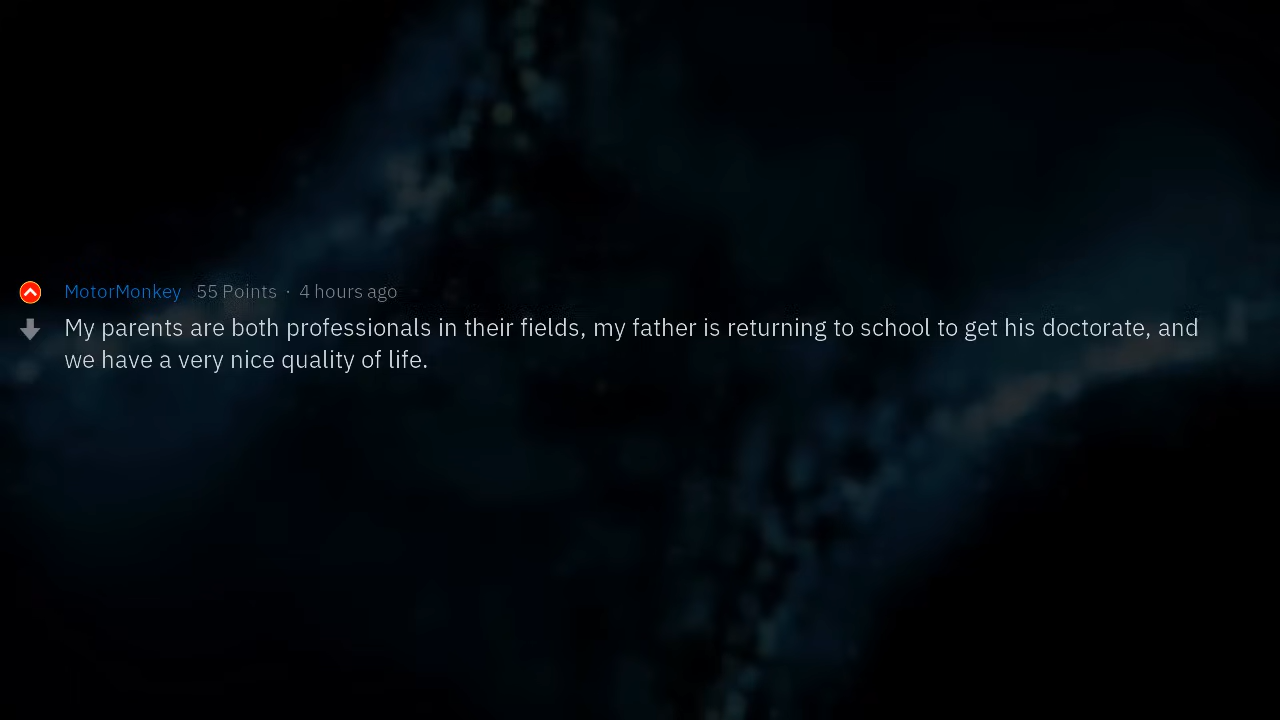 MotorMonkey 55 Points · 4 hours ago
My parents are both professionals in their fields, my father is returning to school to get his doctorate, and
we have a very nice quality of life.